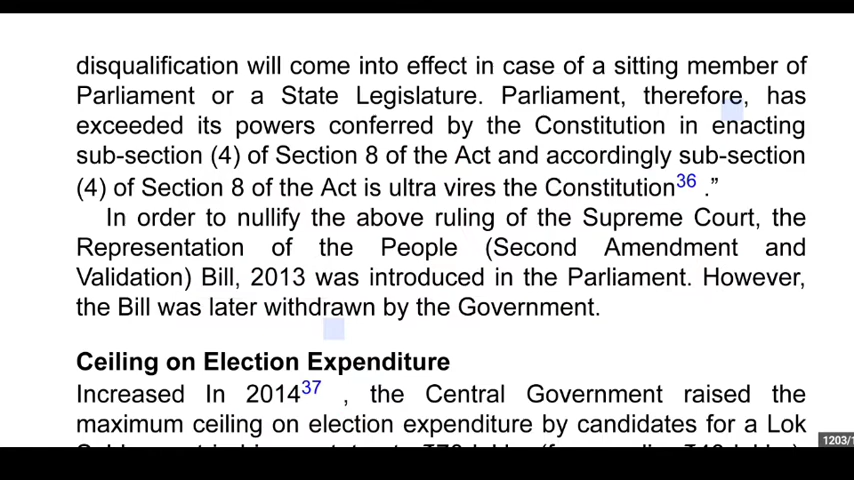 disqualification will come into effect in case of a sitting member of
Parliament or a State Legislature. Parliament, therefore, has
exceeded its powers conferred by the Constitution in enacting
sub-section (4) of Section 8 of the Act and accordingly sub-section
(4) of Section 8 of the Act is ultra vires the Constitution36 .”
In order to nullify the above ruling of the Supreme Court, the
Representation of the People (Second Amendment and
Validation) Bill, 2013 was introduced in the Parliament. However,
the Bill was later withdrawn by the Government.
Ceiling on Election Expenditure
Increased In 201437 , the Central Government raised the
maximum ceiling on election expenditure by candidates for a Lok
1203/1